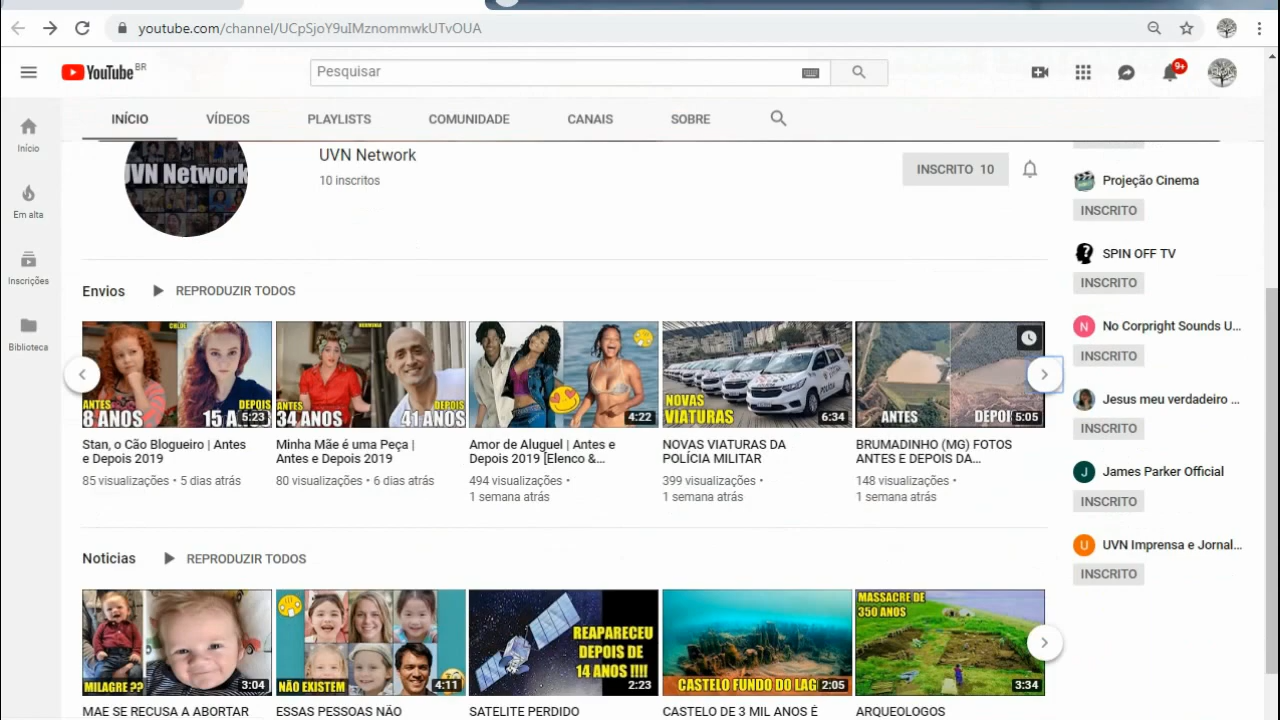 youtube.com/channel/UCpSjoY9uIMznommwkUTvOUA
YouTube BR
Pesquisar
9+
INÍCIO
VÍDEOS
PLAYLISTS
COMUNIDADE
CANAIS
SOBRE
Início
Em alta
Inscrições
Biblioteca
UVN Network
UVN Network
10 inscritos
INSCRITO 10
Projeção Cinema
INSCRITO
SPIN OFF TV
INSCRITO
N No Corpright Sounds U...
INSCRITO
Jesus meu verdadeiro ...
INSCRITO
J James Parker Official
INSCRITO
U UVN Imprensa e Jornal...
INSCRITO
Envios
REPRODUZIR TODOS
CHLOE
ANTES
8 ANOS
DEPOIS
15 A
5:23
Stan, o Cão Blogueiro | Antes
e Depois 2019
85 visualizações • 5 dias atrás
HERMINIA
ANTES
34 ANOS
DEPOIS
41 ANOS
Minha Mãe é uma Peça |
Antes e Depois 2019
80 visualizações • 6 dias atrás
4:22
Amor de Aluguel | Antes e
Depois 2019 [Elenco &...
494 visualizações •
1 semana atrás
NOVAS
VIATURAS
6:34
NOVAS VIATURAS DA
POLÍCIA MILITAR
399 visualizações •
1 semana atrás
ANTES
DEPOI
5:05
BRUMADINHO (MG) FOTOS
ANTES E DEPOIS DA...
148 visualizações •
1 semana atrás
Noticias
REPRODUZIR TODOS
MILAGRE ??
3:04
MAE SE RECUSA A ABORTAR
NÃO EXISTEM
4:11
ESSAS PESSOAS NÃO
REAPARECEU
DEPOIS DE
14 ANOS !!!!
2:23
SATELITE PERDIDO
CASTELO FUNDO DO LAG
2:05
CASTELO DE 3 MIL ANOS É
MASSACRE DE
350 ANOS
3:34
ARQUEOLOGOS